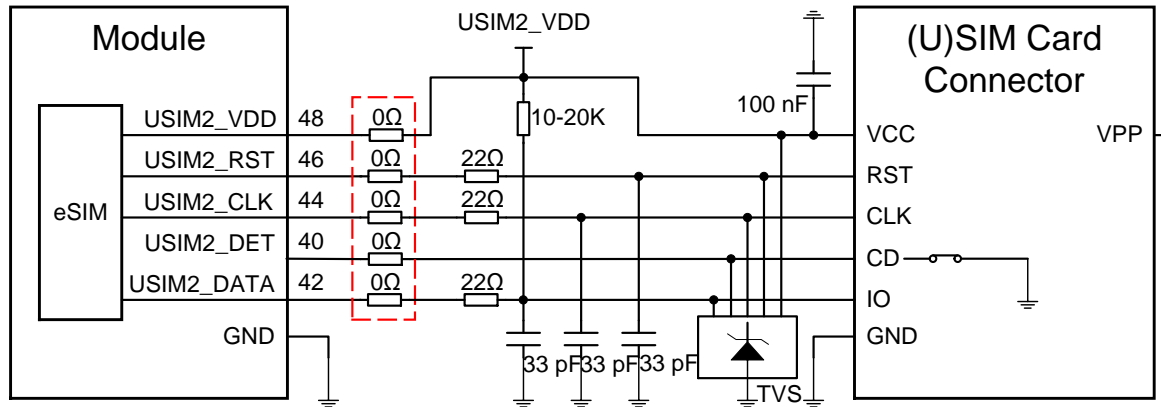 Module
USIM2_VDD
(U)SIM Card
Connector
100 nF
10-20K
USIM2_VDD 48 0Ω
VCC VPP
USIM2_RST 46 0Ω 22Ω
RST
eSIM
USIM2_CLK 44 0Ω 22Ω
CLK
USIM2_DET 40 0Ω
CD
USIM2_DATA 42 0Ω 22Ω
IO
GND
GND
33 pF 33 pF 33 pF
TVS